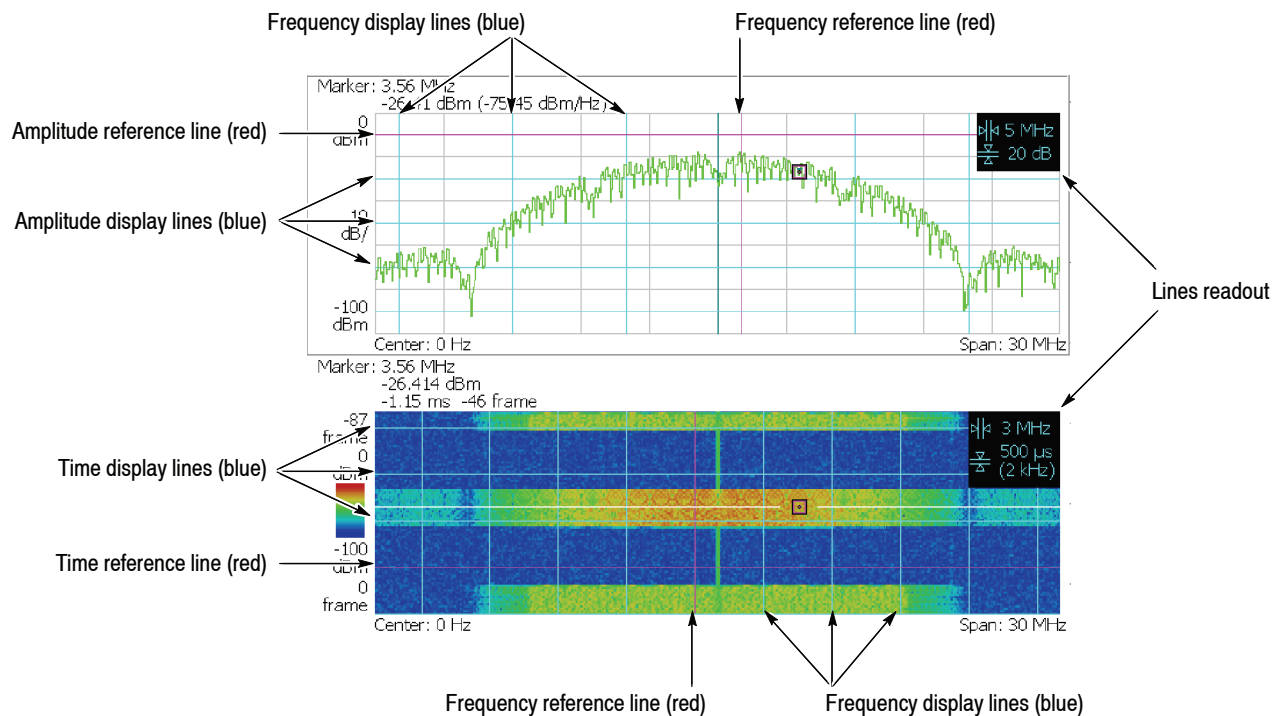 Frequency display lines (blue)
Frequency reference line (red)
Marker: 3.56 MHz
dBm (-75.45 dBm/Hz)
Amplitude reference line (red)
0
dBm
5 MHz
20 dB
Amplitude display lines (blue)
10
dB/
Lines readout
-100
dBm
Center: 0 Hz
Span: 30 MHz
Marker: 3.56 MHz
-26.414 dBm
-1.15 ms -46 frame
-87
frame
3 MHz
500 µs
(2 kHz)
Time display lines (blue)
0
dBm
Time reference line (red)
-100
dBm
0
frame
Center: 0 Hz
Span: 30 MHz
Frequency reference line (red)
Frequency display lines (blue)